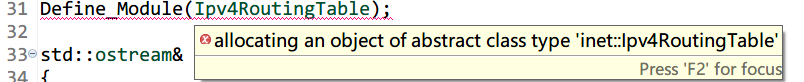 31 Define_Module(Ipv4RoutingTable);
32
allocating an object of abstract class type 'inet::Ipv4RoutingTable'
33 std::ostream&
Press 'F2' for focus
34 {